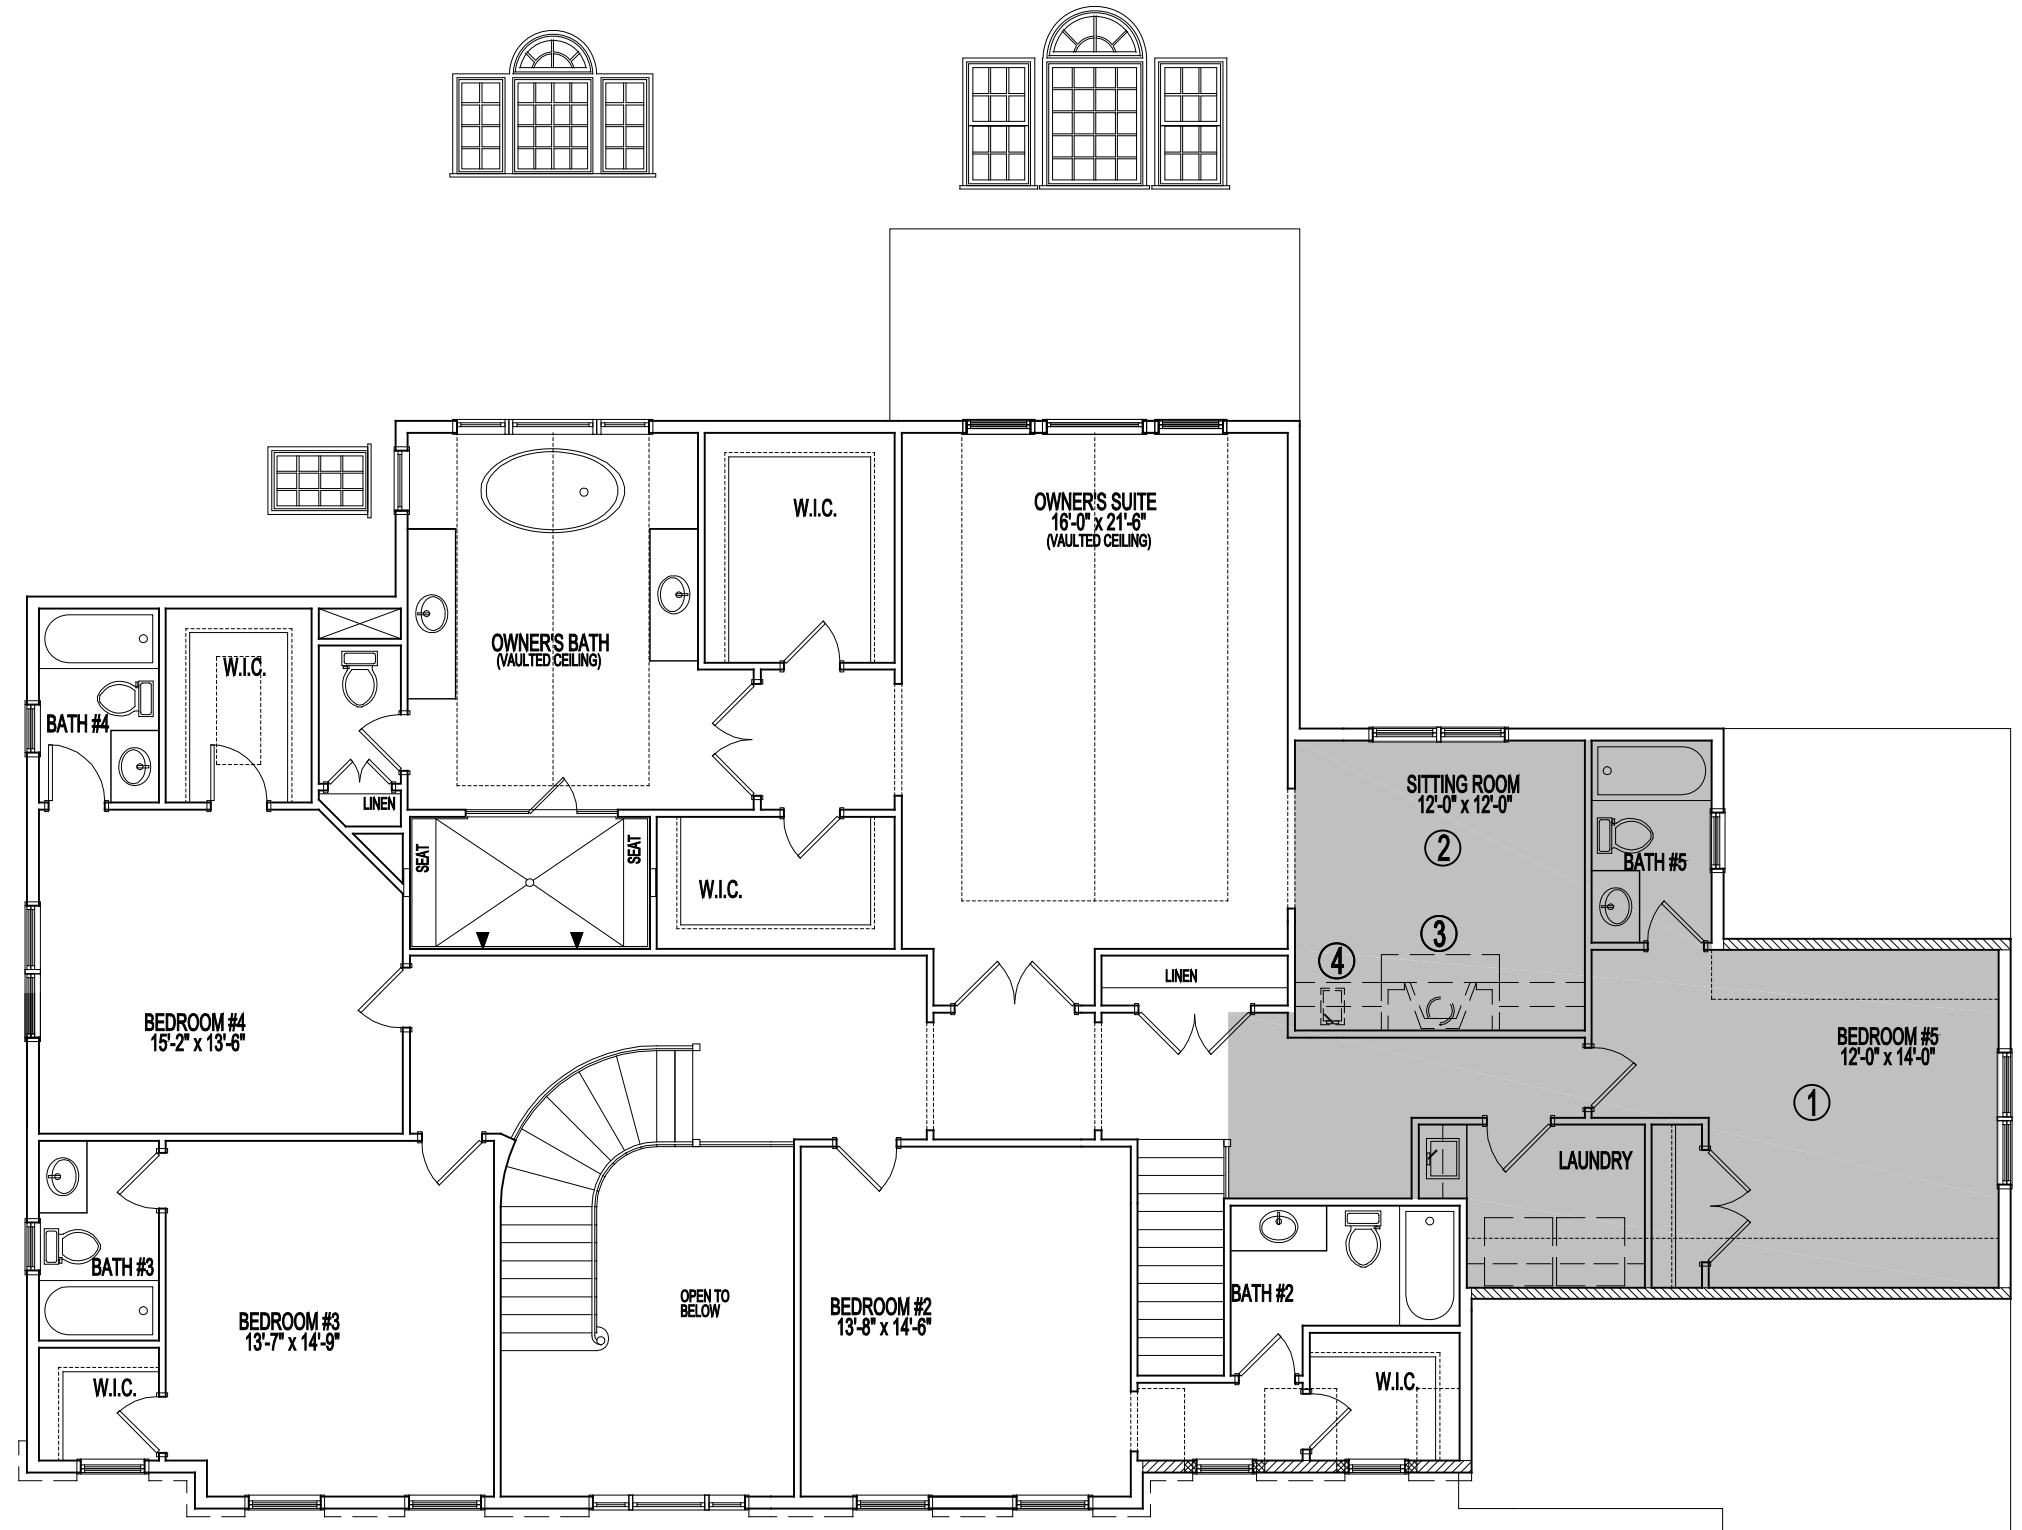 W.I.C.
OWNER'S SUITE
16'-0" x 21'-6"
(VAULTED CEILING)
OWNER'S BATH
(VAULTED CEILING)
W.I.C.
BATH #4
LINEN
SITTING ROOM
12'-0" x 12'-0"
2
SEAT
SEAT
BATH #5
W.I.C.
3
4
LINEN
BEDROOM #4
15'-2" x 13'-6"
BEDROOM #5
12'-0" x 14'-0"
1
LAUNDRY
BATH #3
OPEN TO
BELOW
BATH #2
BEDROOM #3
13'-7" x 14'-9"
BEDROOM #2
13'-8" x 14'-6"
W.I.C.
W.I.C.